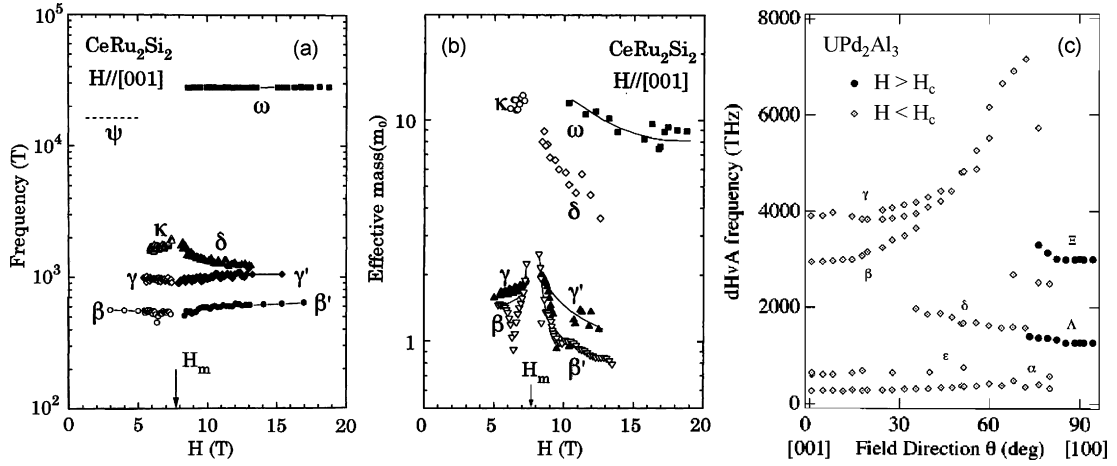 10^5
CeRu2Si2
(a)
H//[001]
ω
ψ
10^4
Frequency (T)
κ
δ
γ
γ'
10^3
β
β'
H_m
10^2
0
5
10
15
20
H (T)
(b)
CeRu2Si2
H//[001]
κ
10
ω
δ
Effective mass(m0)
γ
γ'
β
β'
1
H_m
0
5
10
15
20
H (T)
8000
UPd2Al3
(c)
H > Hc
H < Hc
6000
γ
4000
Ξ
β
dHvA frequency (THz)
2000
δ
Λ
ε
α
0
0
30
60
90
[001]
Field Direction θ (deg)
[100]